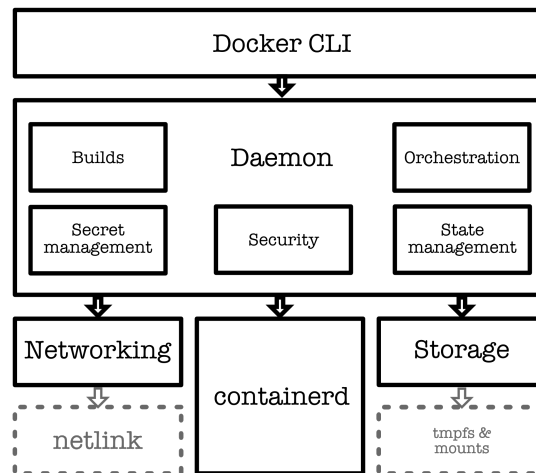 Docker CLI
Daemon
Builds
Orchestration
Secret
management
Security
State
management
Networking
containerd
Storage
netlink
tmpfs &
mounts